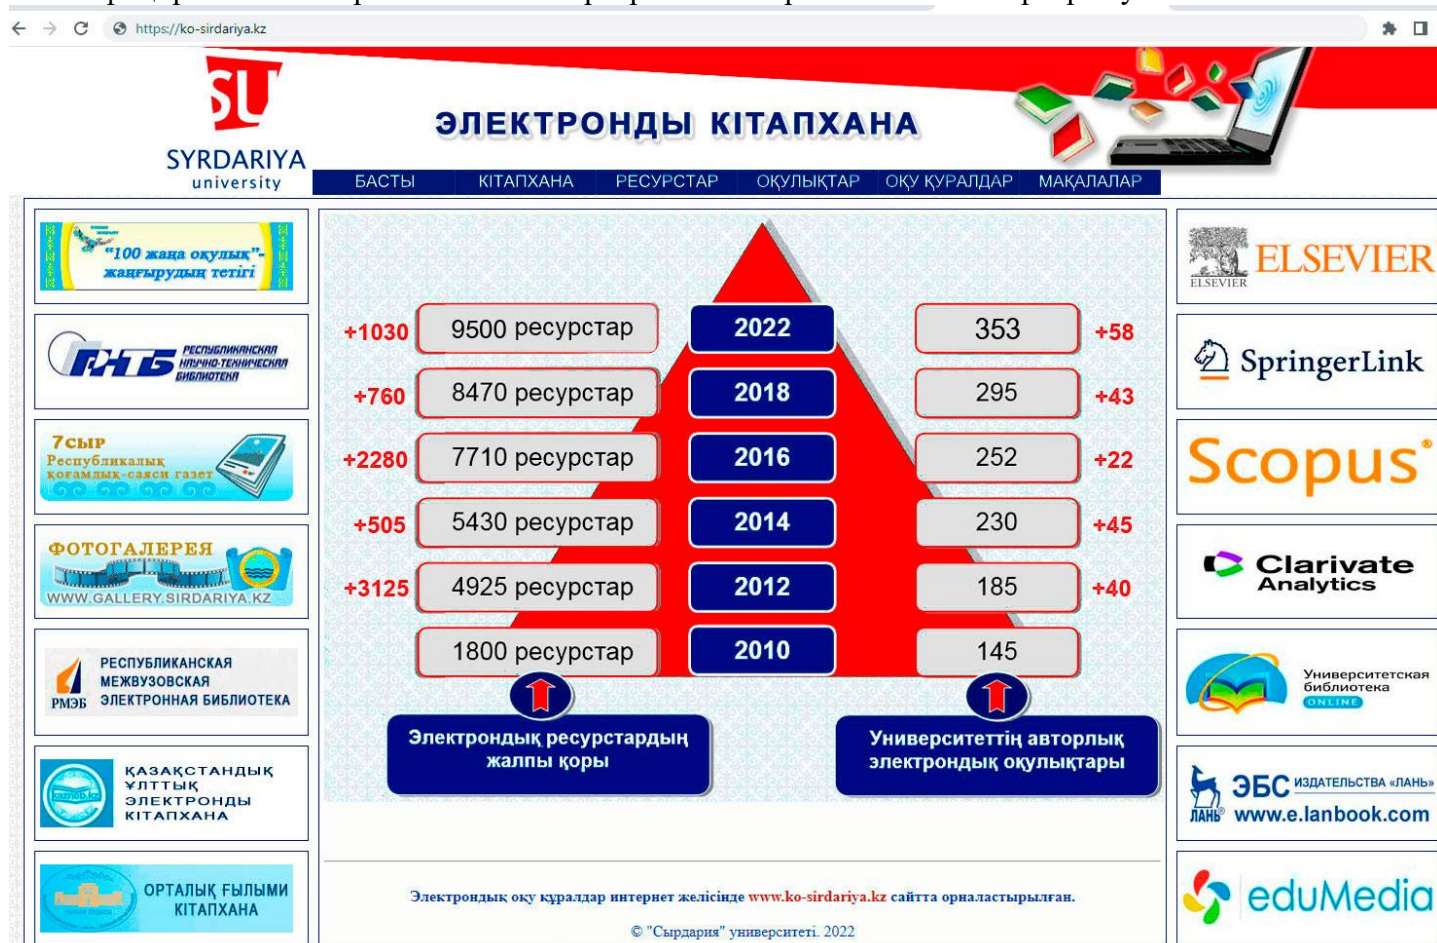 https://ko-sirdariya.kz
SU
SYRDARIYA
university
ЭЛЕКТРОНДЫ КІТАПХАНА
БАСТЫ КІТАПХАНА РЕСУРСТАР ОҚУЛЫҚТАР ОҚУ ҚУРАЛДАР МАҚАЛАЛАР
"100 жаңа оқулық"-
жаңғырудың тетігі
РНТБ
РЕСПУБЛИКАНСКАЯ
НАУЧНО-ТЕХНИЧЕСКАЯ
БИБЛИОТЕКА
7 СЫР
Республикалық
қоғамдық-саяси газет
ФОТОГАЛЕРЕЯ
WWW.GALLERY.SIRDARIYA.KZ
РМЭБ
РЕСПУБЛИКАНСКАЯ
МЕЖВУЗОВСКАЯ
ЭЛЕКТРОННАЯ БИБЛИОТЕКА
ҚАЗАҚСТАНДЫҚ
ҰЛТТЫҚ
ЭЛЕКТРОНДЫ
КІТАПХАНА
ОРТАЛЫҚ ҒЫЛЫМИ
КІТАПХАНА
+1030 9500 ресурстар 2022 353 +58
+760 8470 ресурстар 2018 295 +43
+2280 7710 ресурстар 2016 252 +22
+505 5430 ресурстар 2014 230 +45
+3125 4925 ресурстар 2012 185 +40
1800 ресурстар 2010 145
Электрондық ресурстардың
жалпы қоры
Университеттің авторлық
электрондық оқулықтары
Электрондық оқу құралдар интернет желісінде www.ko-sirdariya.kz сайтта орналастырылған.
© "Сырдария" университеті. 2022
ELSEVIER
ELSEVIER
SpringerLink
Scopus®
Clarivate
Analytics
Университетская
библиотека
ONLINE
ЛАНЬ®
ЭБС ИЗДАТЕЛЬСТВА «ЛАНЬ»
www.e.lanbook.com
eduMedia